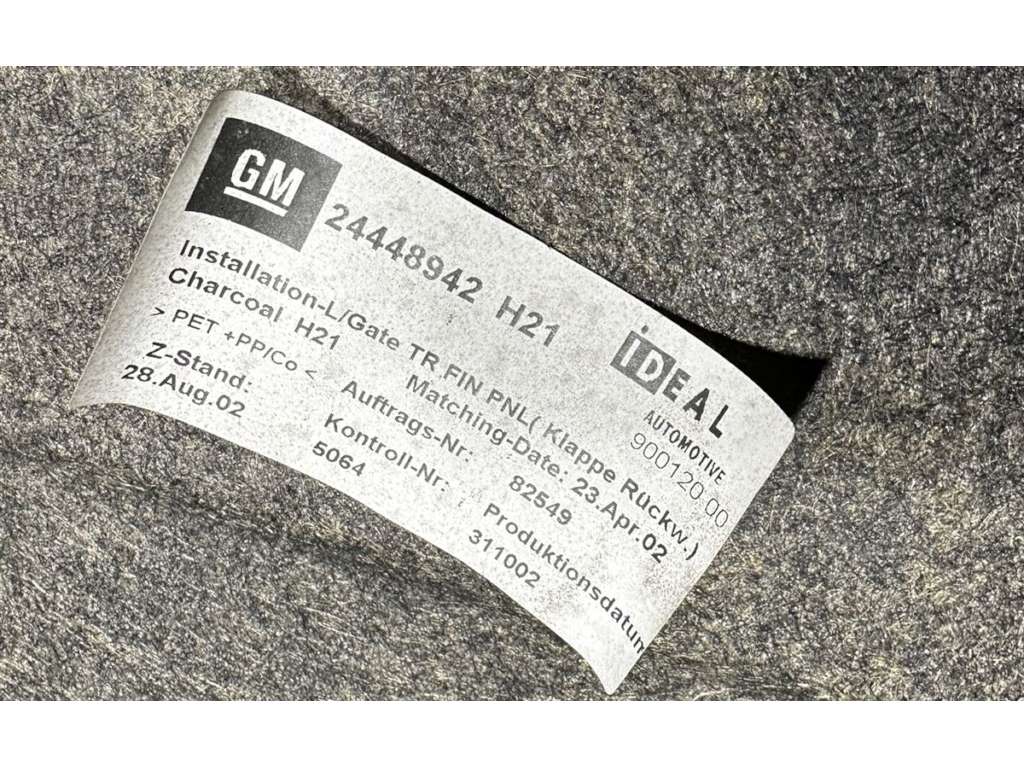 GM
24448942 H21
iDEAL
AUTOMOTIVE
900120.00
Installation-L/Gate TR FIN PNL( Klappe Rückw.)
Charcoal H21
Matching-Date: 23.Apr.02
> PET +PP/Co <
Auftrags-Nr: 82549
Z-Stand:
Kontroll-Nr:
Produktionsdatum
28.Aug.02
5064
311002